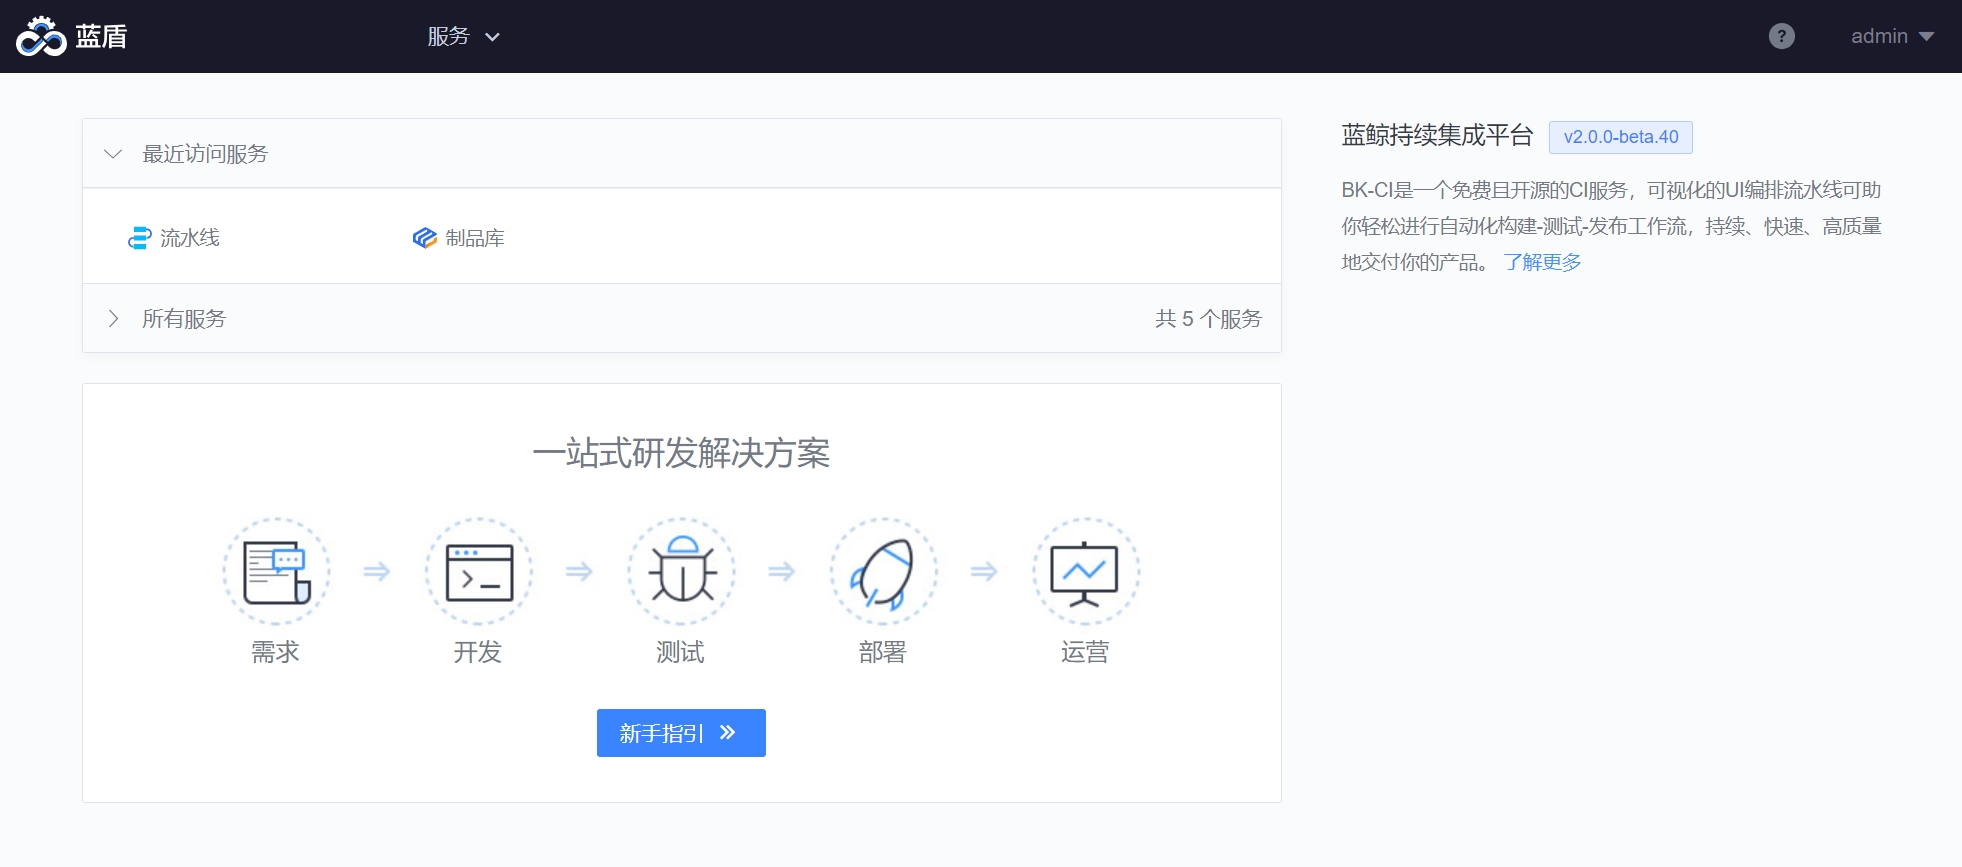 蓝盾
服务
?
admin
最近访问服务
流水线
制品库
所有服务
共 5 个服务
一站式研发解决方案
需求
开发
测试
部署
运营
新手指引
蓝鲸持续集成平台
v2.0.0-beta.40
BK-CI是一个免费且开源的CI服务，可视化的UI编排流水线可助
你轻松进行自动化构建-测试-发布工作流，持续、快速、高质量
地交付你的产品。 了解更多